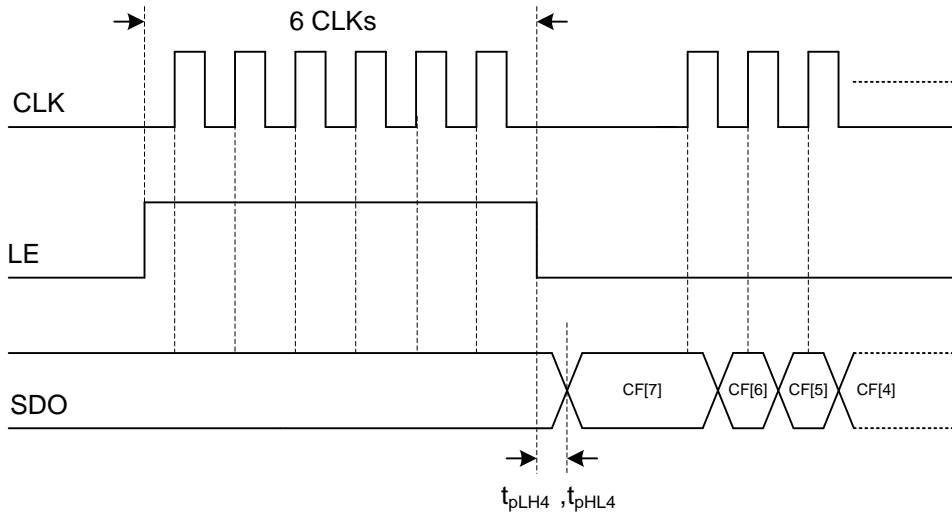 6 CLKs
CLK
LE
SDO
CF[7]
CF[6]
CF[5]
CF[4]
tpLH4 ,tpHL4